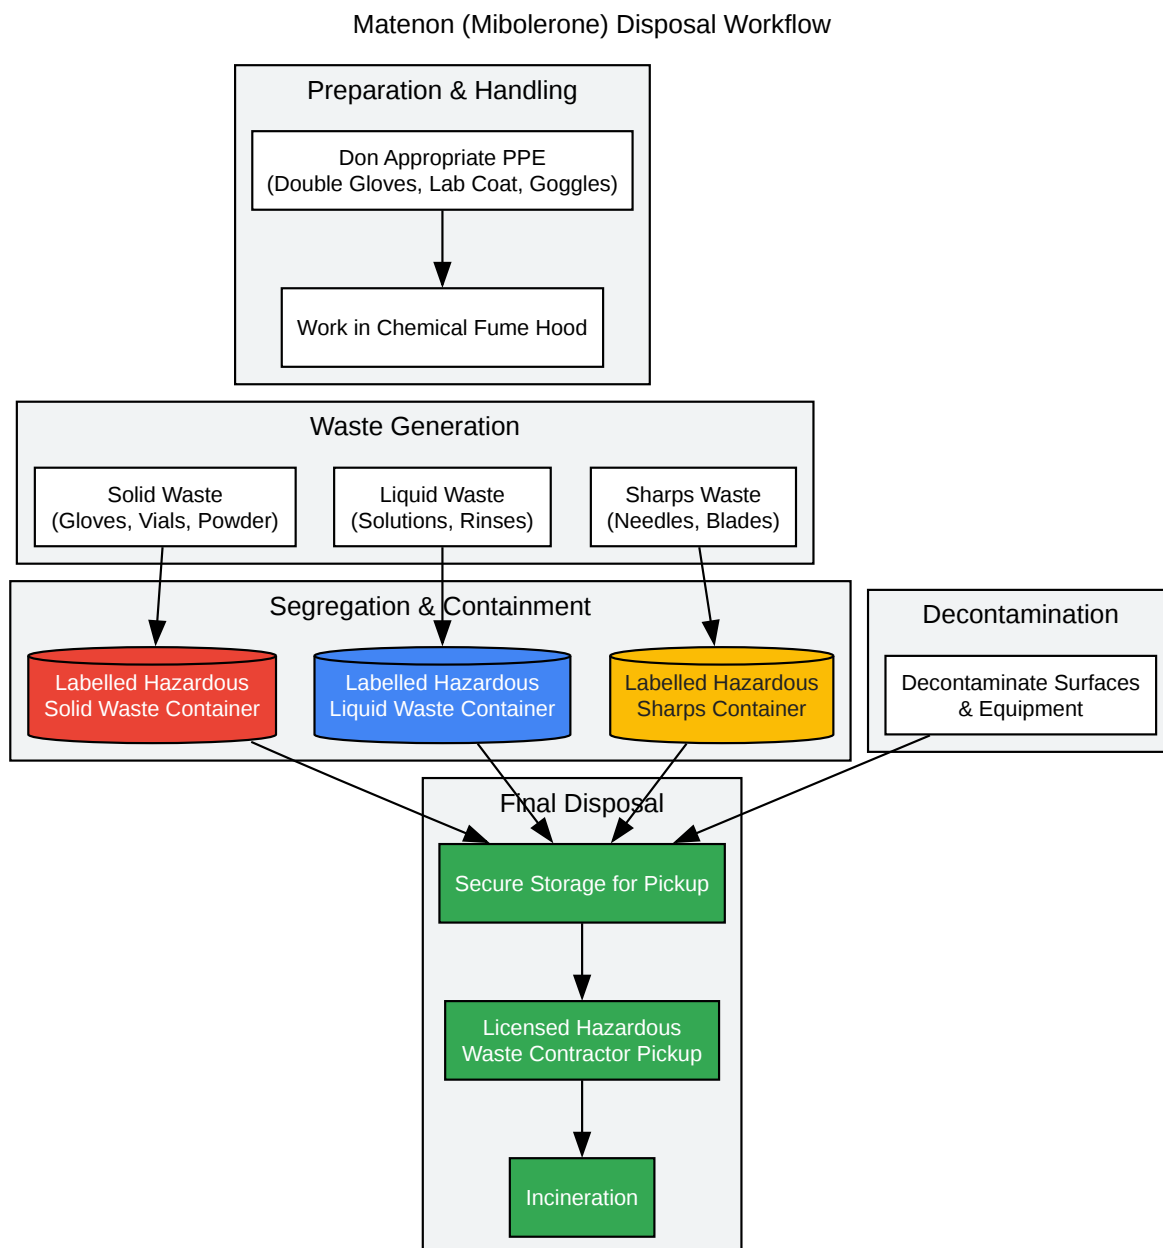 Matenon (Mibolerone) Disposal Workflow
Preparation & Handling
Don Appropriate PPE
(Double Gloves, Lab Coat, Goggles)
Work in Chemical Fume Hood
Waste Generation
Solid Waste
(Gloves, Vials, Powder)
Liquid Waste
(Solutions, Rinses)
Sharps Waste
(Needles, Blades)
Segregation & Containment
Labelled Hazardous
Solid Waste Container
Labelled Hazardous
Liquid Waste Container
Labelled Hazardous
Sharps Container
Decontamination
Decontaminate Surfaces
& Equipment
Final Disposal
Secure Storage for Pickup
Licensed Hazardous
Waste Contractor Pickup
Incineration